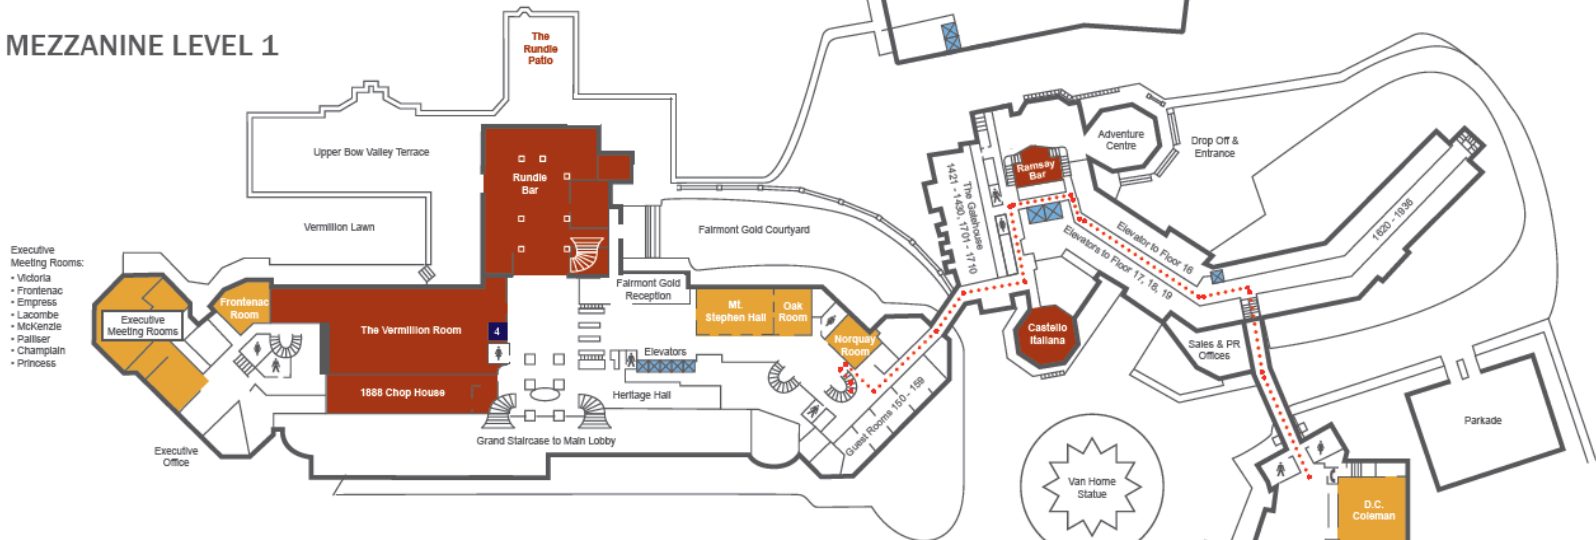 MEZZANINE LEVEL 1
The
Rundle
Patio
Upper Bow Valley Terrace
Rundle
Bar
Vermillion Lawn
Fairmont Gold Courtyard
Executive
Meeting Rooms:
• Victoria
• Frontenac
• Empress
• Lacombe
• McKenzie
• Palliser
• Champlain
• Princess
Executive
Meeting Rooms
Frontenac
Room
The Vermillion Room
4
1888 Chop House
Fairmont Gold
Reception
Mt.
Stephen Hall
Oak
Room
Norquay
Room
Elevators
Heritage Hall
Grand Staircase to Main Lobby
Executive
Office
Guest Rooms 150 - 159
The Gatehouse
1421 - 1430, 1701 - 1710
Ramsay
Bar
Adventure
Centre
Drop Off &
Entrance
Elevator to Floor 16
Elevators to Floor 17, 18, 19
1620 - 1936
Castello
Italiana
Sales & PR
Offices
Van Horne
Statue
Parkade
D.C.
Coleman